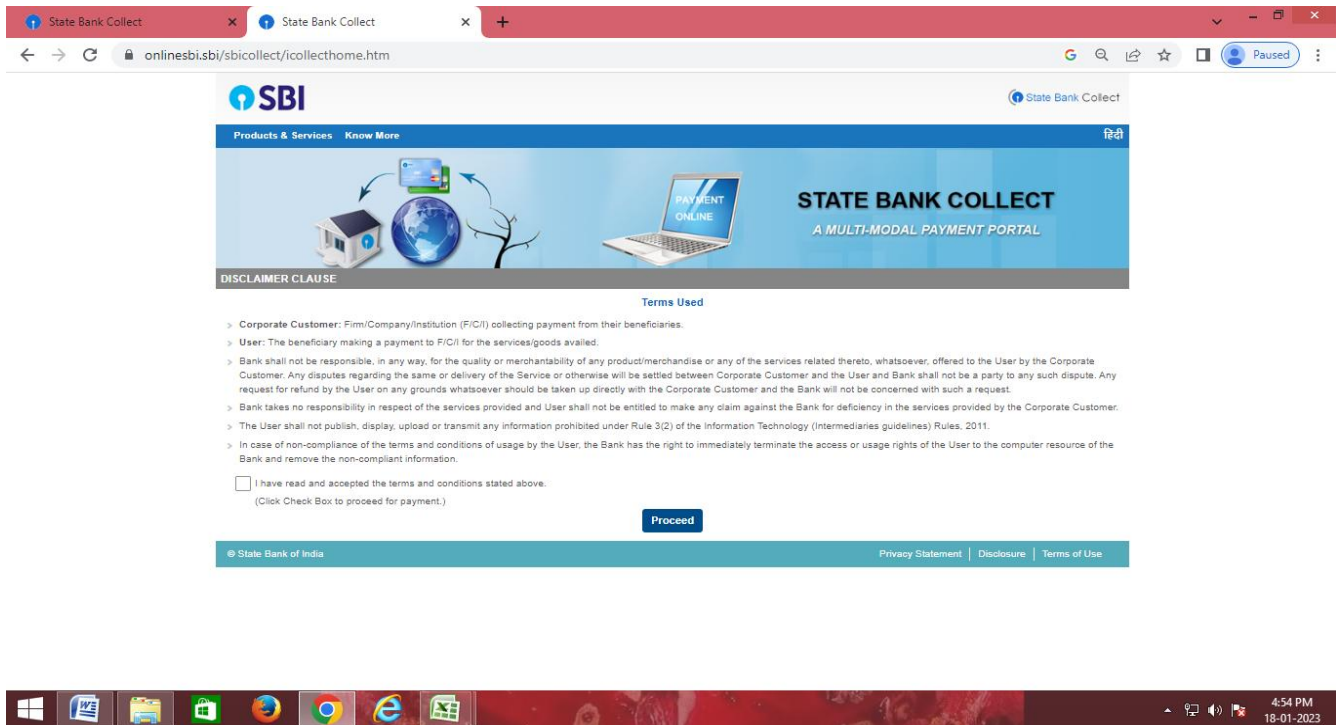 State Bank Collect
State Bank Collect
onlinesbi.sbi/sbicollect/icollecthome.htm
Paused
SBI
State Bank Collect
Products & Services Know More
हिंदी
PAYMENT
ONLINE
STATE BANK COLLECT
A MULTI-MODAL PAYMENT PORTAL
DISCLAIMER CLAUSE
Terms Used
Corporate Customer: Firm/Company/Institution (F/C/I) collecting payment from their beneficiaries.
User: The beneficiary making a payment to F/C/I for the services/goods availed.
Bank shall not be responsible, in any way, for the quality or merchantability of any product/merchandise or any of the services related thereto, whatsoever, offered to the User by the Corporate
Customer. Any disputes regarding the same or delivery of the Service or otherwise will be settled between Corporate Customer and the User and Bank shall not be a party to any such dispute. Any
request for refund by the User on any grounds whatsoever should be taken up directly with the Corporate Customer and the Bank will not be concerned with such a request.
Bank takes no responsibility in respect of the services provided and User shall not be entitled to make any claim against the Bank for deficiency in the services provided by the Corporate Customer.
The User shall not publish, display, upload or transmit any information prohibited under Rule 3(2) of the Information Technology (Intermediaries guidelines) Rules, 2011.
In case of non-compliance of the terms and conditions of usage by the User, the Bank has the right to immediately terminate the access or usage rights of the User to the computer resource of the
Bank and remove the non-compliant information.
I have read and accepted the terms and conditions stated above.
(Click Check Box to proceed for payment.)
Proceed
© State Bank of India
Privacy Statement | Disclosure | Terms of Use
4:54 PM
18-01-2023